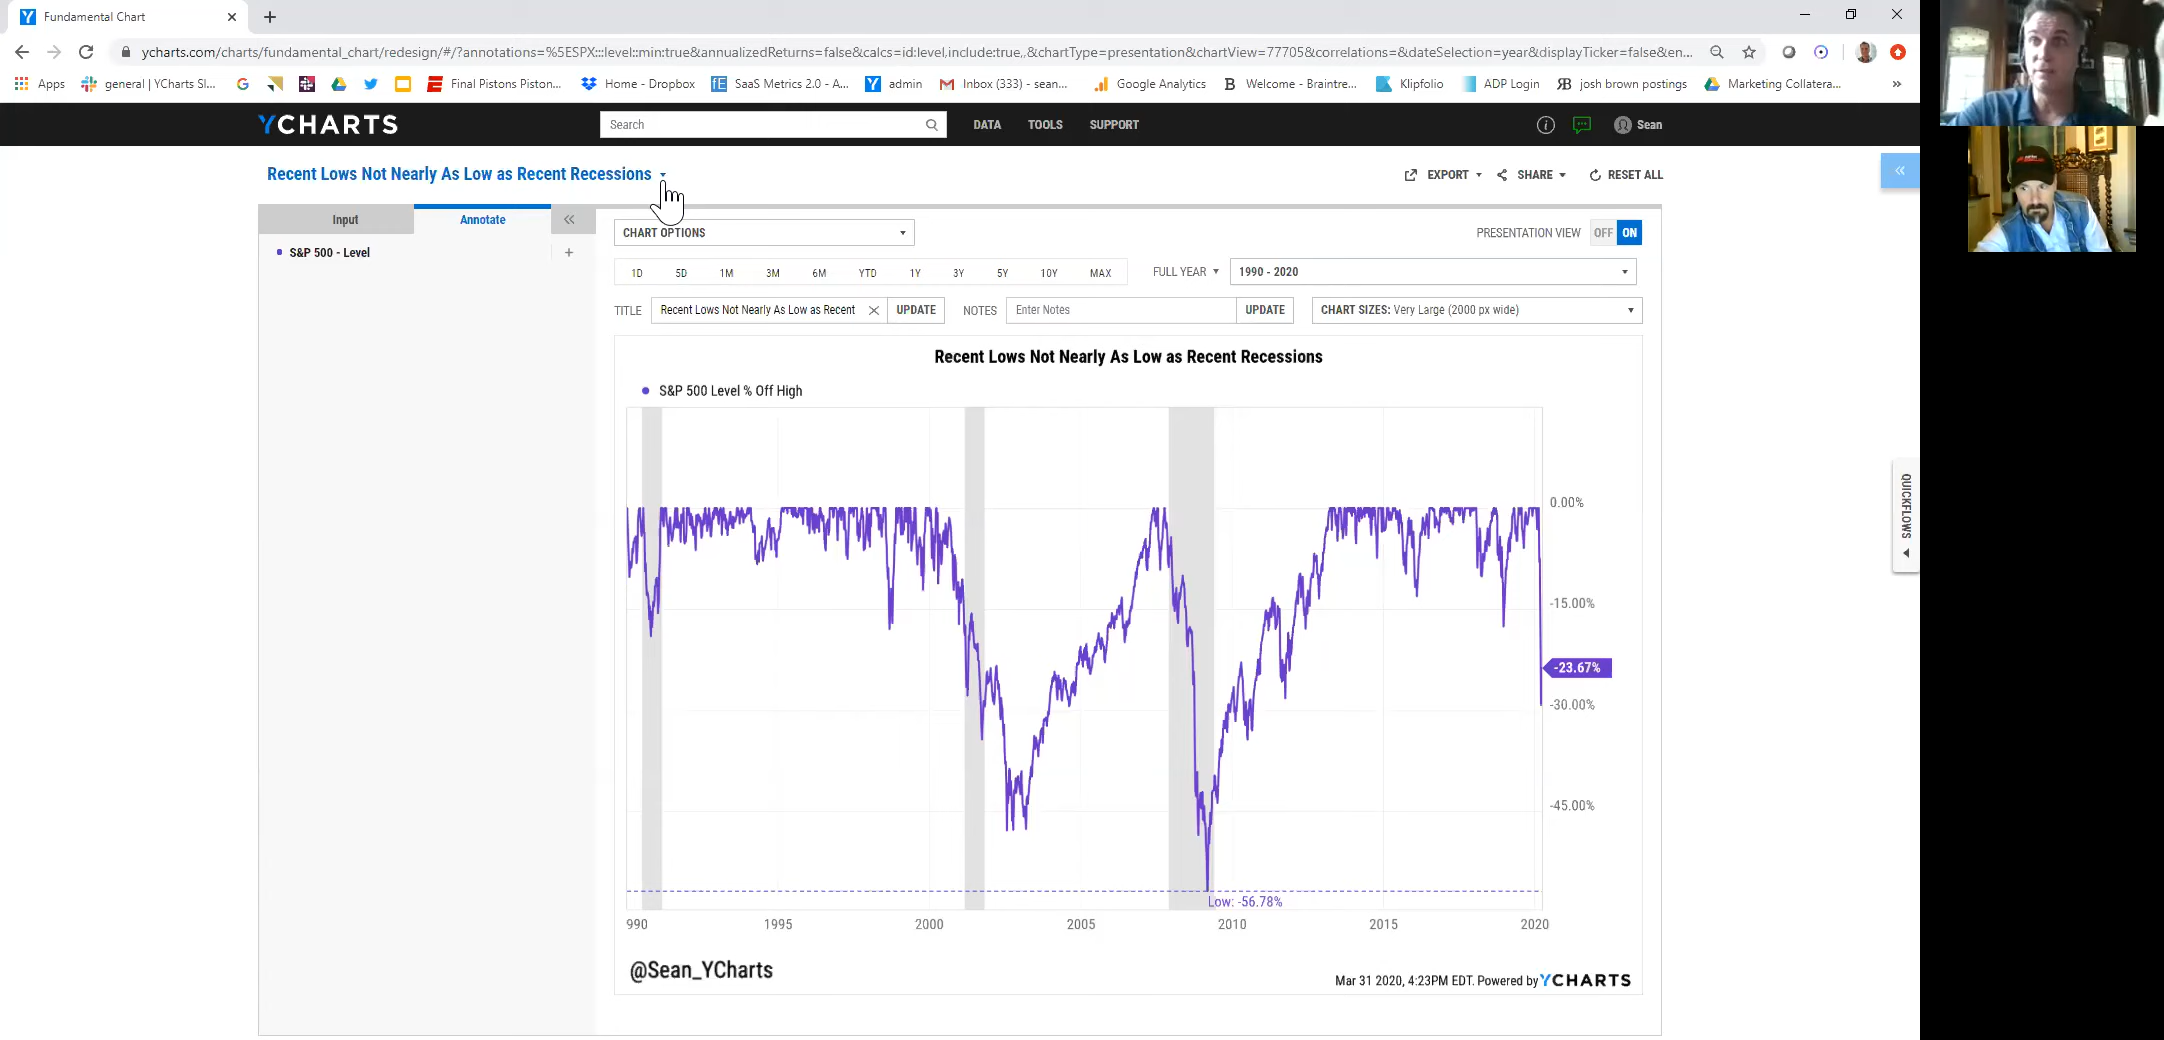 Fundamental Chart
ycharts.com/charts/fundamental_chart/redesign/#/?annotations=%5ESPX:::level::min:true&annualizedReturns=false&calcs=id:level,include:true,,&chartType=presentation&chartView=77705&correlations=&dateSelection=year&displayTicker=false&en...
Apps general | YCharts Sl... Final Pistons Piston... Home - Dropbox SaaS Metrics 2.0 - A... admin Inbox (333) - sean... Google Analytics Welcome - Braintre... Klipfolio ADP Login josh brown postings Marketing Collatera... »
YCHARTS Search DATA TOOLS SUPPORT Sean
Recent Lows Not Nearly As Low as Recent Recessions EXPORT SHARE RESET ALL
Input Annotate «
S&P 500 - Level +
CHART OPTIONS PRESENTATION VIEW OFF ON
1D 5D 1M 3M 6M YTD 1Y 3Y 5Y 10Y MAX FULL YEAR 1990 - 2020
TITLE Recent Lows Not Nearly As Low as Recent UPDATE NOTES Enter Notes UPDATE CHART SIZES: Very Large (2000 px wide)
Recent Lows Not Nearly As Low as Recent Recessions
S&P 500 Level % Off High
0.00%
-15.00%
-23.67%
-30.00%
-45.00%
Low: -56.78%
990 1995 2000 2005 2010 2015 2020
@Sean_YCharts
Mar 31 2020, 4:23PM EDT. Powered by YCHARTS
QUICKFLOWS